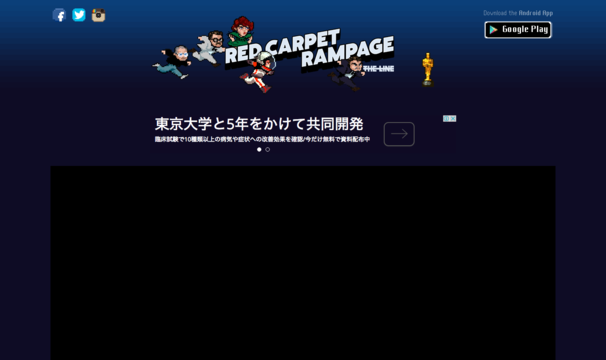 Download the Android App
Google Play
RED CARPET
RAMPAGE
THE LINE
東京大学と5年をかけて共同開発
臨床試験で10種類以上の病気や症状への改善効果を確認/今だけ無料で資料配布中